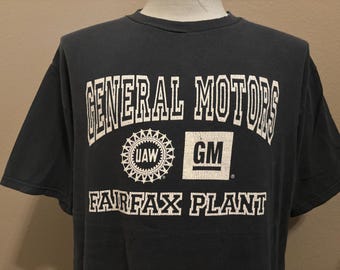 GENERAL MOTORS
UAW ® GM ®
FAIRFAX PLANT